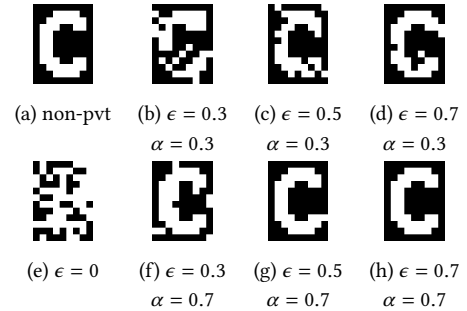 C C C
(a) non-pvt (b) ϵ = 0.3 (c) ϵ = 0.5 (d) ϵ = 0.7
α = 0.3 α = 0.3 α = 0.3
C C C
(e) ϵ = 0 (f) ϵ = 0.3 (g) ϵ = 0.5 (h) ϵ = 0.7
α = 0.7 α = 0.7 α = 0.7